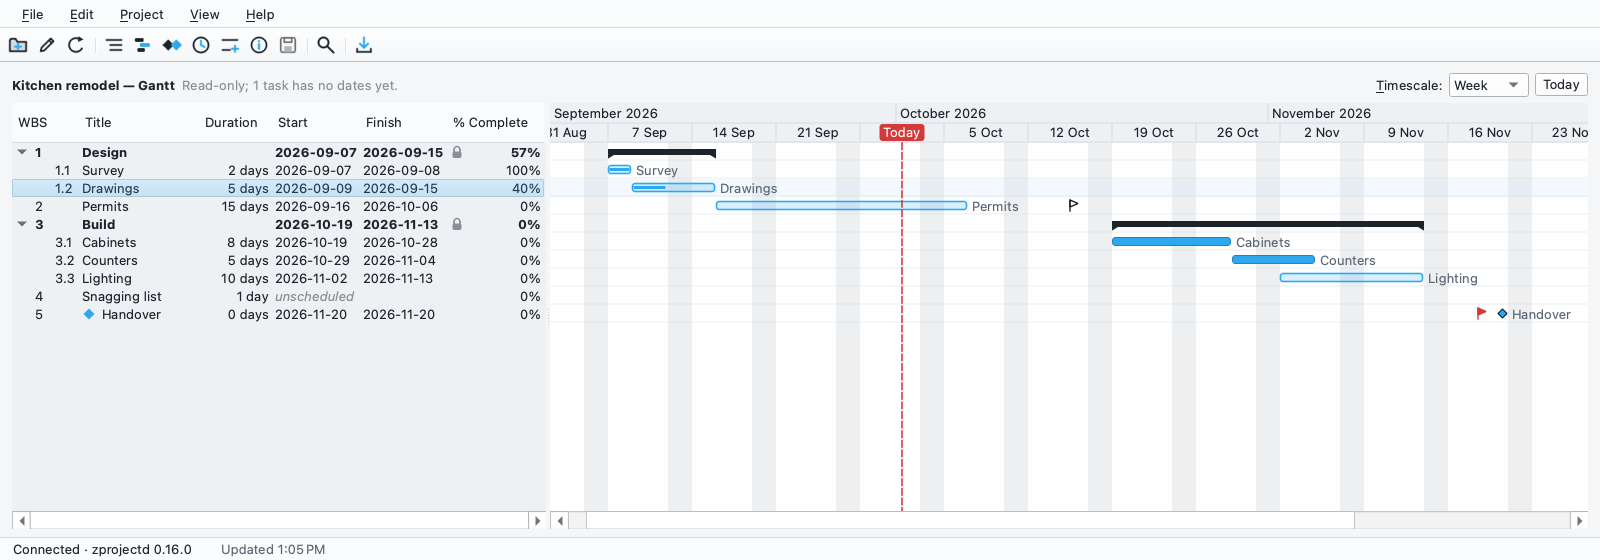 File Edit Project View Help
Kitchen remodel — Gantt Read-only; 1 task has no dates yet.
Timescale: Week Today
WBS Title Duration Start Finish % Complete
September 2026 October 2026 November 2026
31 Aug 7 Sep 14 Sep 21 Sep Today 5 Oct 12 Oct 19 Oct 26 Oct 2 Nov 9 Nov 16 Nov 23 No
1 Design 2026-09-07 2026-09-15 57%
1.1 Survey 2 days 2026-09-07 2026-09-08 100% Survey
1.2 Drawings 5 days 2026-09-09 2026-09-15 40% Drawings
2 Permits 15 days 2026-09-16 2026-10-06 0% Permits
3 Build 2026-10-19 2026-11-13 0%
3.1 Cabinets 8 days 2026-10-19 2026-10-28 0% Cabinets
3.2 Counters 5 days 2026-10-29 2026-11-04 0% Counters
3.3 Lighting 10 days 2026-11-02 2026-11-13 0% Lighting
4 Snagging list 1 day unscheduled 0%
5 Handover 0 days 2026-11-20 2026-11-20 0% Handover
Connected · zprojectd 0.16.0 Updated 1:05 PM